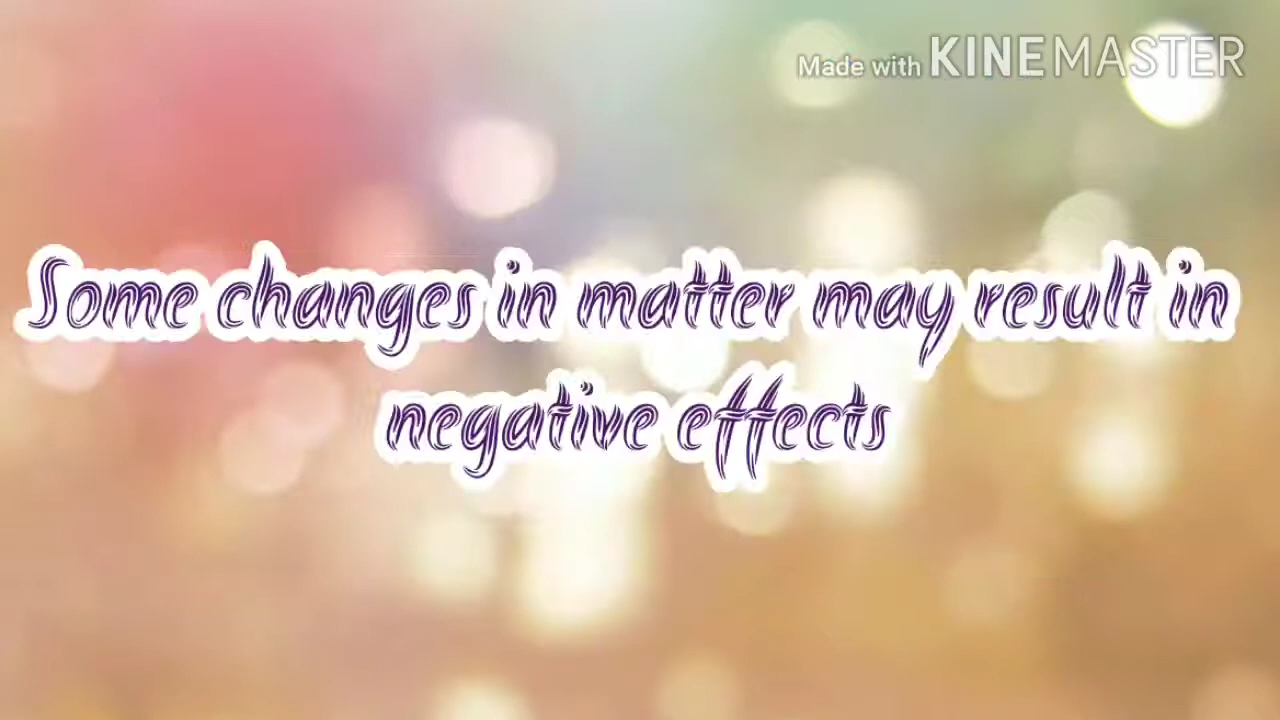 Made with KINEMASTER
Some changes in matter may result in
negative effects